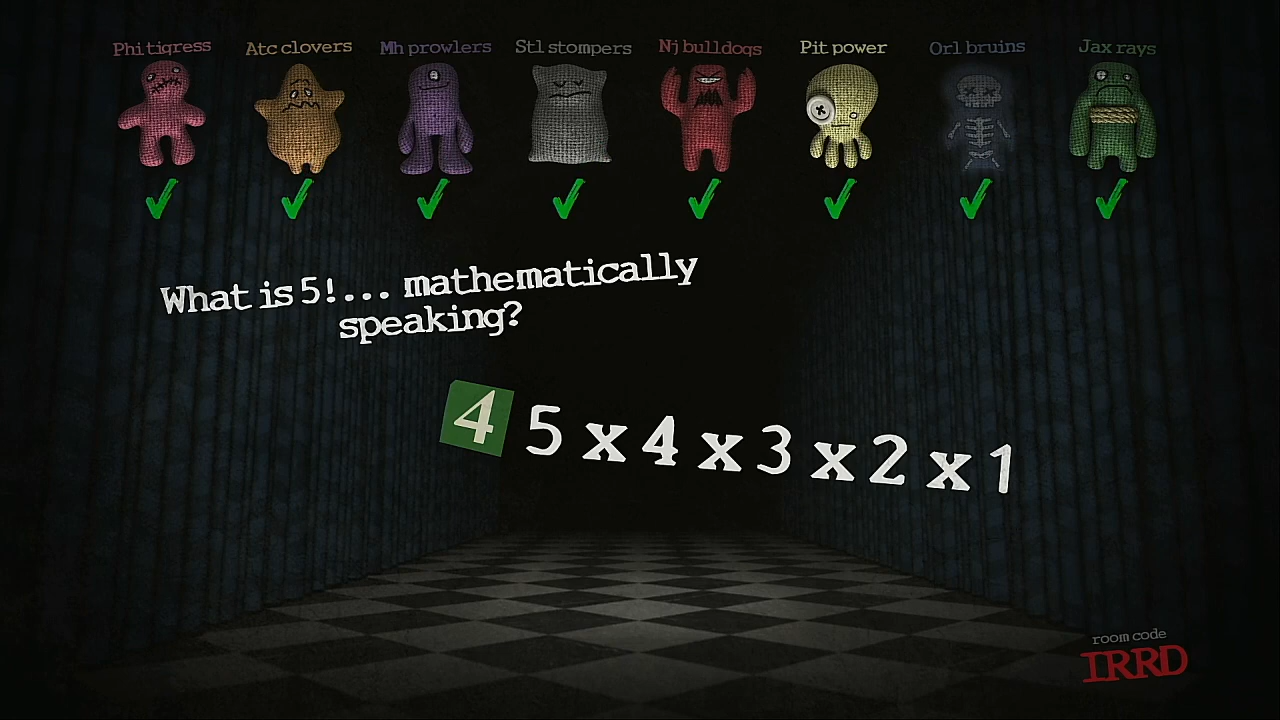 Phi tigress Atc clovers Mh prowlers Stl stompers Nj bulldogs Pit power Orl bruins Jax rays
What is 5!... mathematically
speaking?
4 5 x 4 x 3 x 2 x 1
room code
IRRD